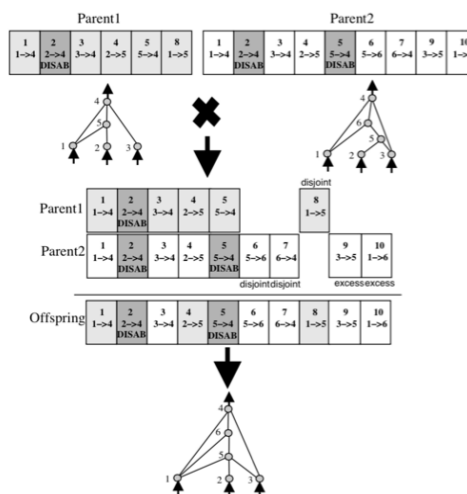 Parent1 Parent2
1 2 3 4 5 8 1 2 3 4 5 6 7 9 10
1->4 2->4 3->4 2->5 5->4 1->5 1->4 2->4 3->4 2->5 5->4 5->6 6->4 3->5 1->6
DISAB DISAB DISAB
4 4
5 6
5
1 2 3 1 2 3
disjoint
Parent1 1 2 3 4 5 8
1->4 2->4 3->4 2->5 5->4 1->5
DISAB
Parent2 1 2 3 4 5 6 7 9 10
1->4 2->4 3->4 2->5 5->4 5->6 6->4 3->5 1->6
DISAB DISAB
disjoint disjoint excess excess
Offspring 1 2 3 4 5 6 7 8 9 10
1->4 2->4 3->4 2->5 5->4 5->6 6->4 1->5 3->5 1->6
DISAB DISAB
4
6
5
1 2 3